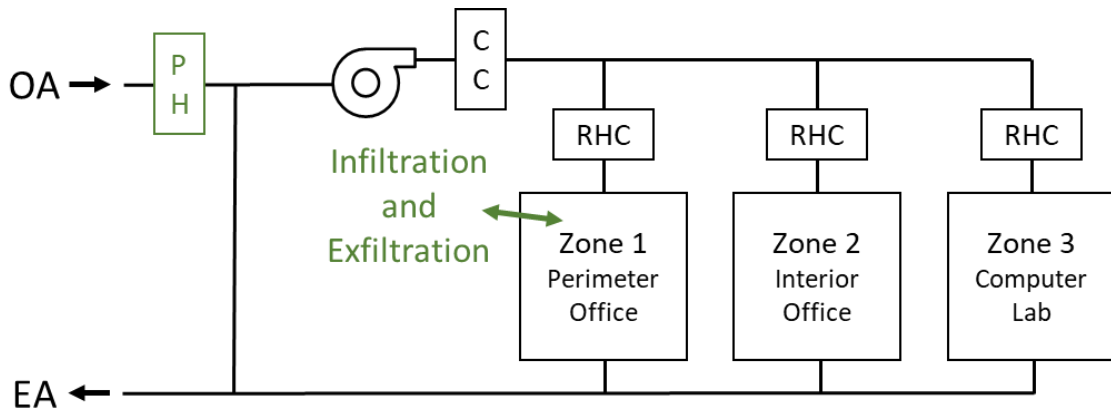 OA
P
H
C
C
RHC
RHC
RHC
Infiltration
and
Exfiltration
Zone 1
Perimeter
Office
Zone 2
Interior
Office
Zone 3
Computer
Lab
EA